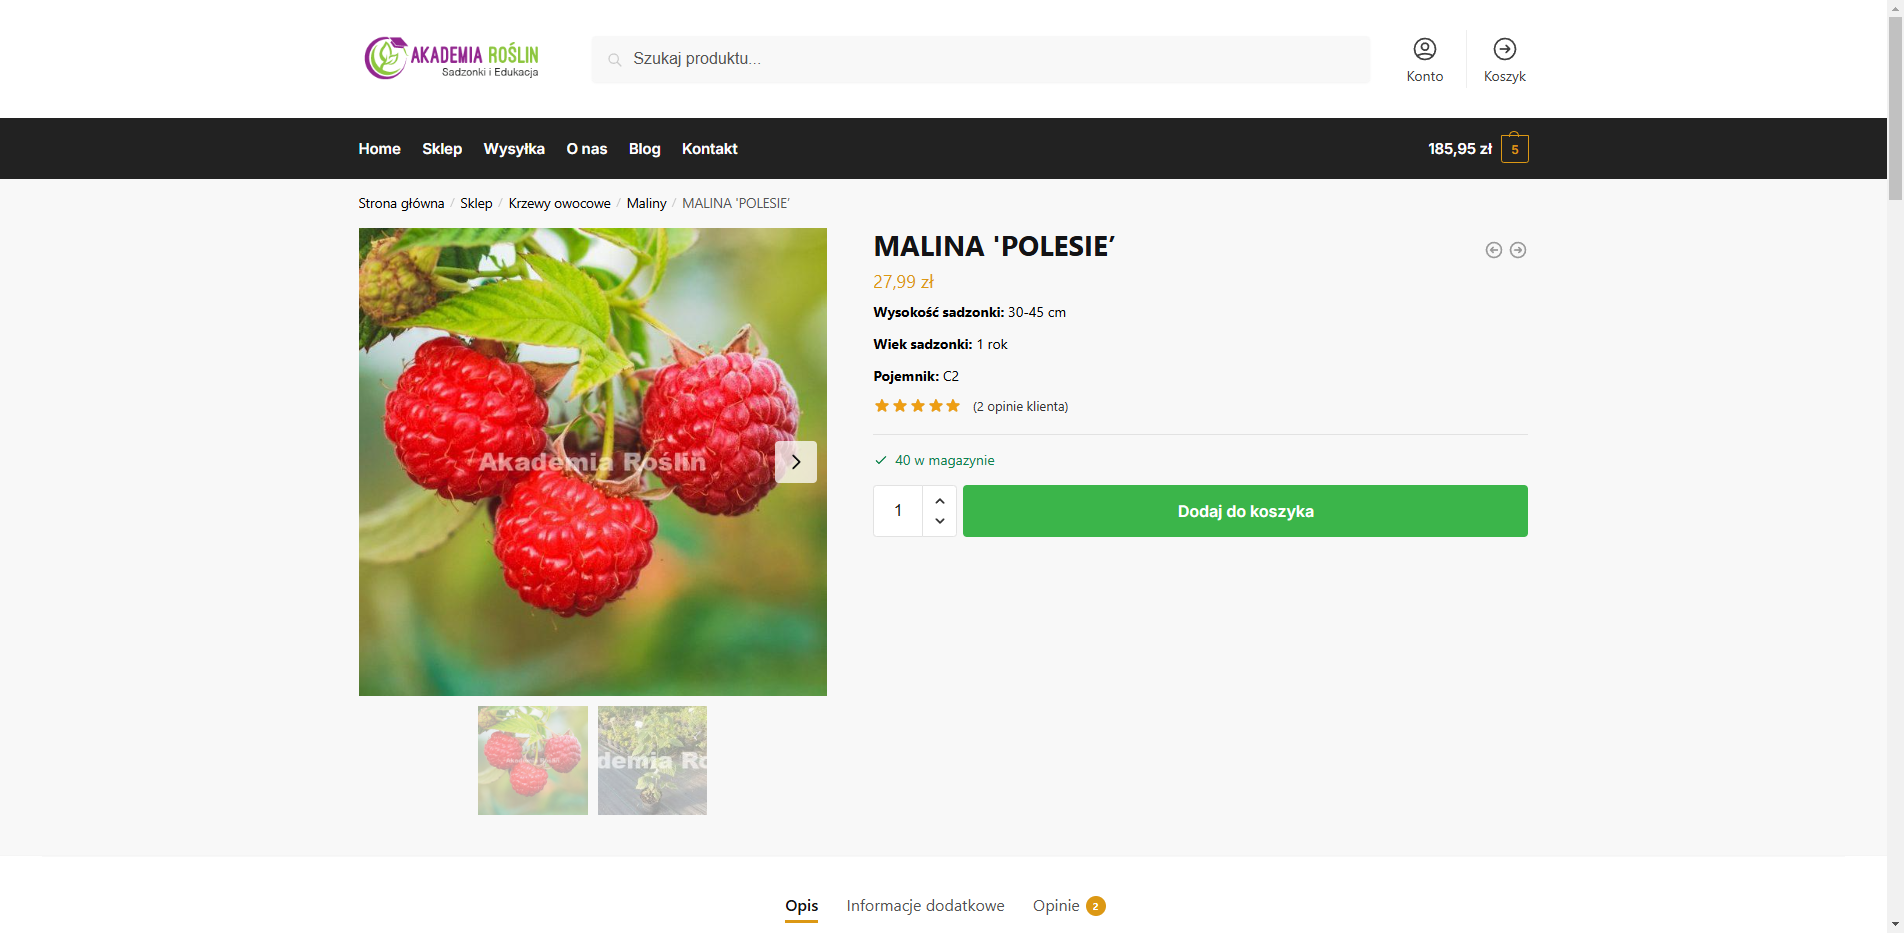 AKADEMIA ROŚLIN
Sadzonki i Edukacja
Szukaj produktu...
Konto
Koszyk
Home
Sklep
Wysyłka
O nas
Blog
Kontakt
185,95 zł
5
Strona główna / Sklep / Krzewy owocowe / Maliny / MALINA 'POLESIE’
Akademia Roślin
MALINA 'POLESIE’
27,99 zł
Wysokość sadzonki: 30-45 cm
Wiek sadzonki: 1 rok
Pojemnik: C2
(2 opinie klienta)
40 w magazynie
1
Dodaj do koszyka
Akademia Roślin
demia Ro
Opis
Informacje dodatkowe
Opinie 2